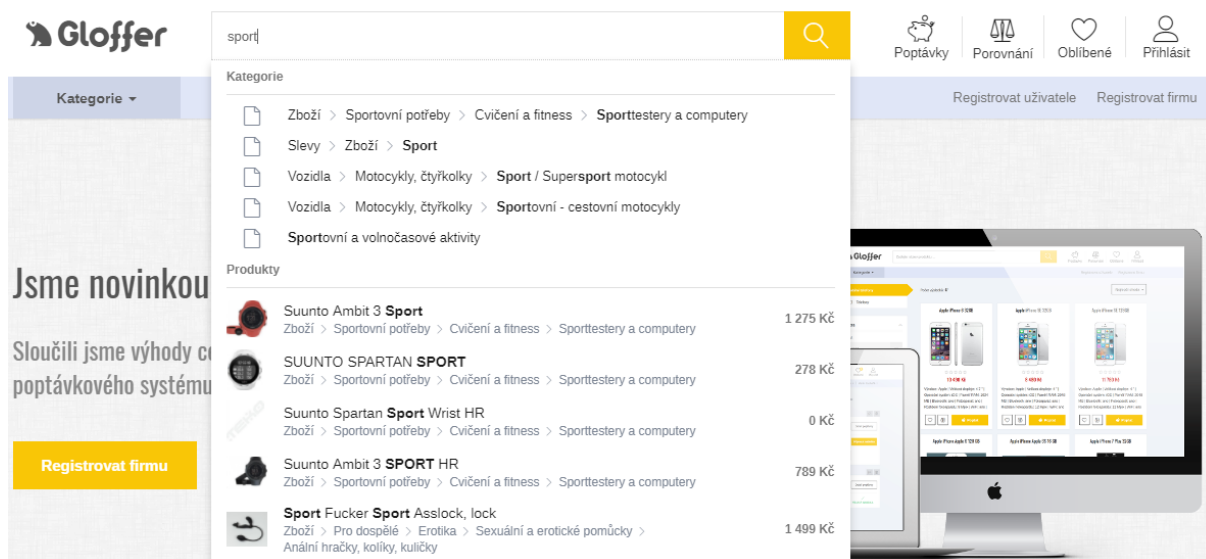 Gloffer
sport
Poptávky
Porovnání
Oblíbené
Přihlásit
Kategorie
Registrovat uživatele
Registrovat firmu
Kategorie
Zboží > Sportovní potřeby > Cvičení a fitness > Sporttestery a computery
Slevy > Zboží > Sport
Vozidla > Motocykly, čtyřkolky > Sport / Supersport motocykl
Vozidla > Motocykly, čtyřkolky > Sportovní - cestovní motocykly
Sportovní a volnočasové aktivity
Produkty
Jsme novinkou
Sloučili jsme výhody
poptávkového systému
Registrovat firmu
Suunto Ambit 3 Sport
Zboží > Sportovní potřeby > Cvičení a fitness > Sporttestery a computery
1 275 Kč
SUUNTO SPARTAN SPORT
Zboží > Sportovní potřeby > Cvičení a fitness > Sporttestery a computery
278 Kč
Suunto Spartan Sport Wrist HR
Zboží > Sportovní potřeby > Cvičení a fitness > Sporttestery a computery
0 Kč
Suunto Ambit 3 SPORT HR
Zboží > Sportovní potřeby > Cvičení a fitness > Sporttestery a computery
789 Kč
Sport Fucker Sport Asslock, lock
Zboží > Pro dospělé > Erotika > Sexuální a erotické pomůcky >
Anální hračky, kolíky, kuličky
1 499 Kč
Gloffer